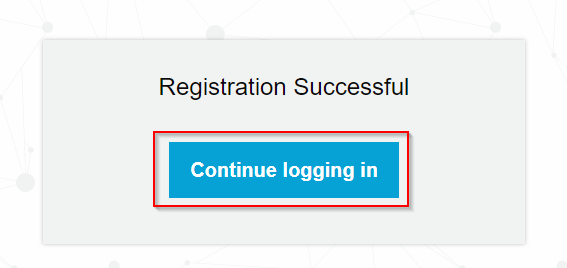 Registration Successful
Continue logging in